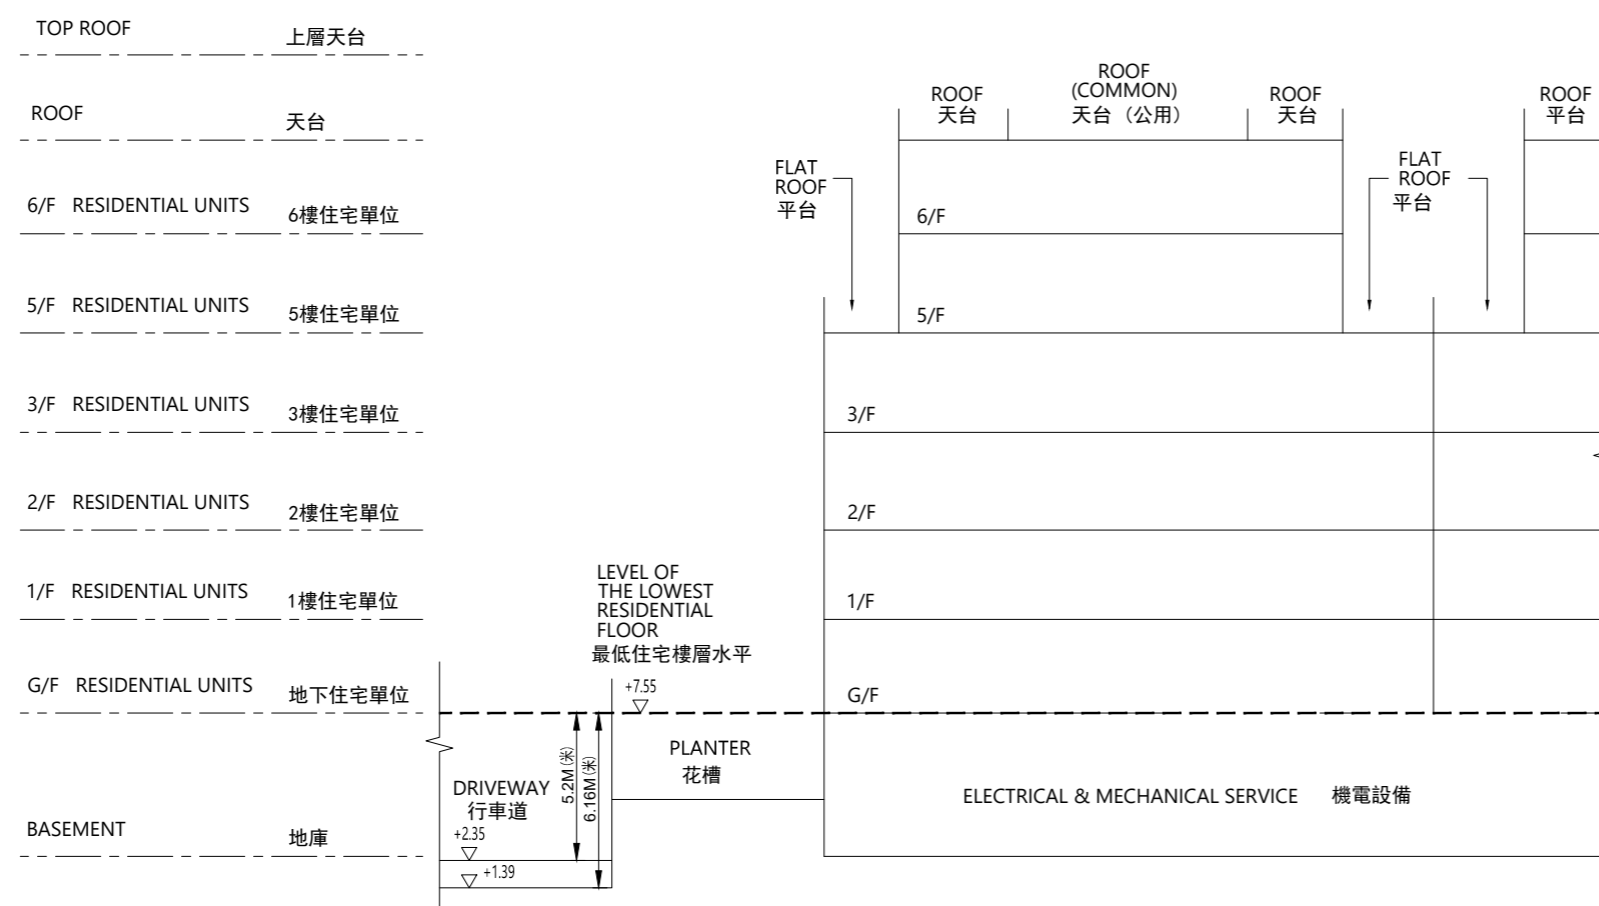 TOP ROOF 上層天台
ROOF 天台
6/F RESIDENTIAL UNITS 6樓住宅單位
5/F RESIDENTIAL UNITS 5樓住宅單位
3/F RESIDENTIAL UNITS 3樓住宅單位
2/F RESIDENTIAL UNITS 2樓住宅單位
1/F RESIDENTIAL UNITS 1樓住宅單位
G/F RESIDENTIAL UNITS 地下住宅單位
BASEMENT 地庫
DRIVEWAY
行車道
+2.35
+1.39
5.2M(米)
6.16M(米)
LEVEL OF
THE LOWEST
RESIDENTIAL
FLOOR
最低住宅樓層水平
+7.55
PLANTER
花槽
FLAT
ROOF
平台
ROOF
天台
ROOF
(COMMON)
天台（公用）
ROOF
天台
FLAT
ROOF
平台
ROOF
平台
6/F
5/F
3/F
2/F
1/F
G/F
ELECTRICAL & MECHANICAL SERVICE 機電設備